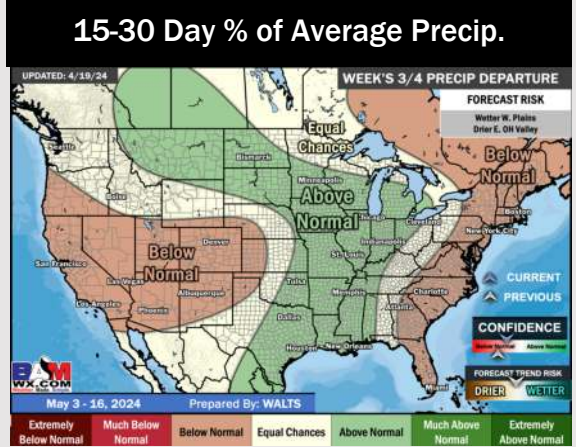 15-30 Day % of Average Precip.
UPDATED: 4/19/24
WEEK'S 3/4 PRECIP DEPARTURE
FORECAST RISK
Wetter W. Plains
Drier E. OH Valley
Equal
Chances
Below
Normal
Seattle
Bismarck
Minneapolis
Above
Normal
Boise
Boston
Chicago
Cleveland
New York City
Below
Normal
Denver
Indianapolis
San Francisco
St. Louis
CURRENT
PREVIOUS
Las Vegas
Tulsa
Memphis
Charlotte
Albuquerque
Los Angeles
Phoenix
Atlanta
Dallas
CONFIDENCE
Below Normal
Above Normal
Houston
New Orleans
FORECAST TREND RISK
DRIER
WETTER
Miami
BAM
WX.COM
May 3 - 16, 2024
Prepared By: WALTS
Extremely
Below Normal
Much Below
Normal
Below Normal
Equal Chances
Above Normal
Much Above
Normal
Extremely
Above Normal